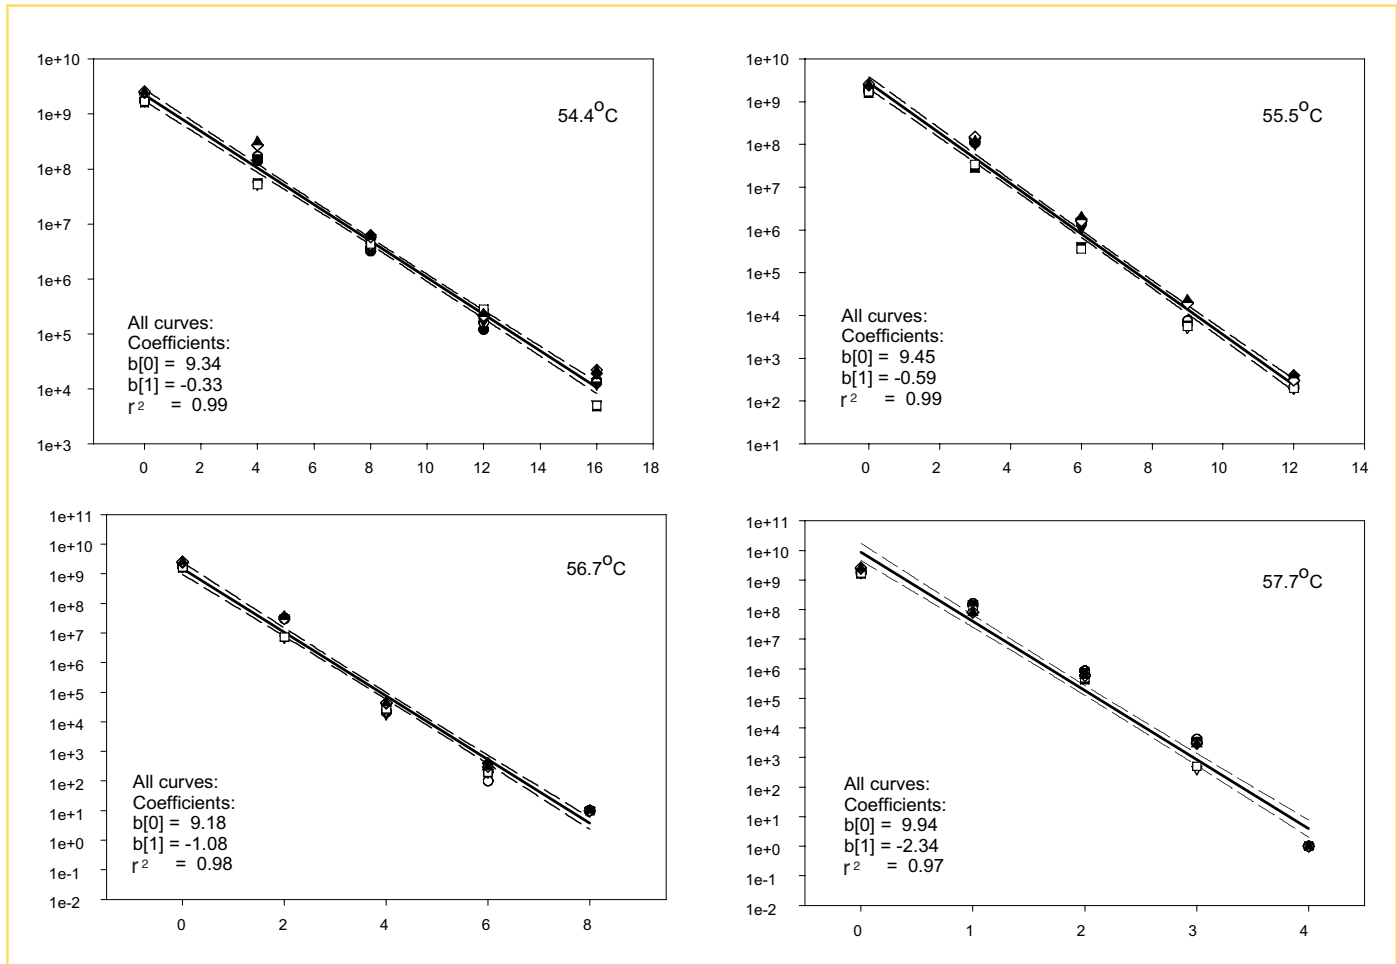 1e+10
1e+9
1e+8
1e+7
1e+6
1e+5
1e+4
1e+3
54.4°C
All curves:
Coefficients:
b[0] = 9.34
b[1] = -0.33
r² = 0.99
0 2 4 6 8 10 12 14 16 18
1e+10
1e+9
1e+8
1e+7
1e+6
1e+5
1e+4
1e+3
1e+2
1e+1
55.5°C
All curves:
Coefficients:
b[0] = 9.45
b[1] = -0.59
r² = 0.99
0 2 4 6 8 10 12 14
1e+11
1e+10
1e+9
1e+8
1e+7
1e+6
1e+5
1e+4
1e+3
1e+2
1e+1
1e+0
1e-1
1e-2
56.7°C
All curves:
Coefficients:
b[0] = 9.18
b[1] = -1.08
r² = 0.98
0 2 4 6 8
1e+11
1e+10
1e+9
1e+8
1e+7
1e+6
1e+5
1e+4
1e+3
1e+2
1e+1
1e+0
1e-1
1e-2
57.7°C
All curves:
Coefficients:
b[0] = 9.94
b[1] = -2.34
r² = 0.97
0 1 2 3 4